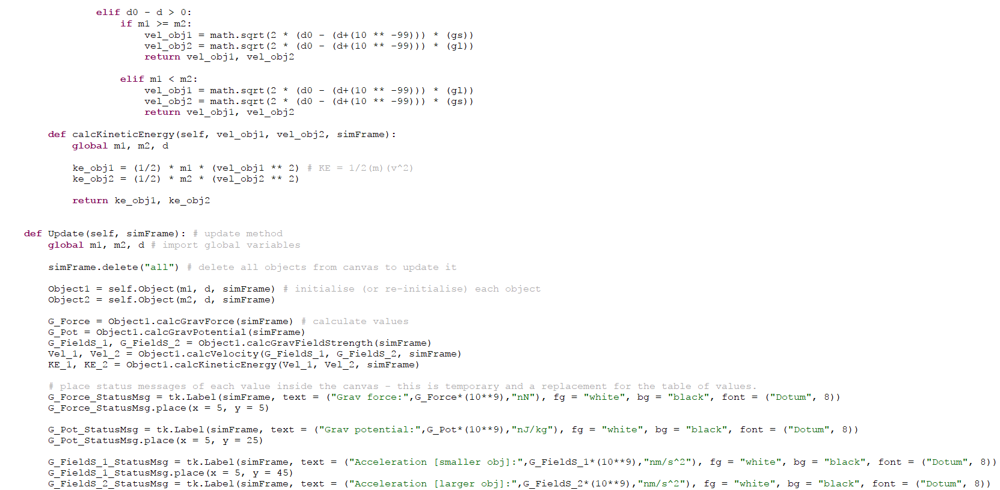 elif d0 - d > 0:
if m1 >= m2:
vel_obj1 = math.sqrt(2 * (d0 - (d+(10 ** -99))) * (gs))
vel_obj2 = math.sqrt(2 * (d0 - (d+(10 ** -99))) * (gl))
return vel_obj1, vel_obj2
elif m1 < m2:
vel_obj1 = math.sqrt(2 * (d0 - (d+(10 ** -99))) * (gl))
vel_obj2 = math.sqrt(2 * (d0 - (d+(10 ** -99))) * (gs))
return vel_obj1, vel_obj2
def calcKineticEnergy(self, vel_obj1, vel_obj2, simFrame):
global m1, m2, d
ke_obj1 = (1/2) * m1 * (vel_obj1 ** 2) # KE = 1/2(m)(v^2)
ke_obj2 = (1/2) * m2 * (vel_obj2 ** 2)
return ke_obj1, ke_obj2
def Update(self, simFrame): # update method
global m1, m2, d # import global variables
simFrame.delete("all") # delete all objects from canvas to update it
Object1 = self.Object(m1, d, simFrame) # initialise (or re-initialise) each object
Object2 = self.Object(m2, d, simFrame)
G_Force = Object1.calcGravForce(simFrame) # calculate values
G_Pot = Object1.calcGravPotential(simFrame)
G_FieldS_1, G_FieldS_2 = Object1.calcGravFieldStrength(simFrame)
Vel_1, Vel_2 = Object1.calcVelocity(G_FieldS_1, G_FieldS_2, simFrame)
KE_1, KE_2 = Object1.calcKineticEnergy(Vel_1, Vel_2, simFrame)
# place status messages of each value inside the canvas - this is temporary and a replacement for the table of values.
G_Force_StatusMsg = tk.Label(simFrame, text = ("Grav force:",G_Force*(10**9),"nN"), fg = "white", bg = "black", font = ("Dotum", 8))
G_Force_StatusMsg.place(x = 5, y = 5)
G_Pot_StatusMsg = tk.Label(simFrame, text = ("Grav potential:",G_Pot*(10**9),"nJ/kg"), fg = "white", bg = "black", font = ("Dotum", 8))
G_Pot_StatusMsg.place(x = 5, y = 25)
G_FieldS_1_StatusMsg = tk.Label(simFrame, text = ("Acceleration [smaller obj]:",G_FieldS_1*(10**9),"nm/s^2"), fg = "white", bg = "black", font = ("Dotum", 8))
G_FieldS_1_StatusMsg.place(x = 5, y = 45)
G_FieldS_2_StatusMsg = tk.Label(simFrame, text = ("Acceleration [larger obj]:",G_FieldS_2*(10**9),"nm/s^2"), fg = "white", bg = "black", font = ("Dotum", 8))